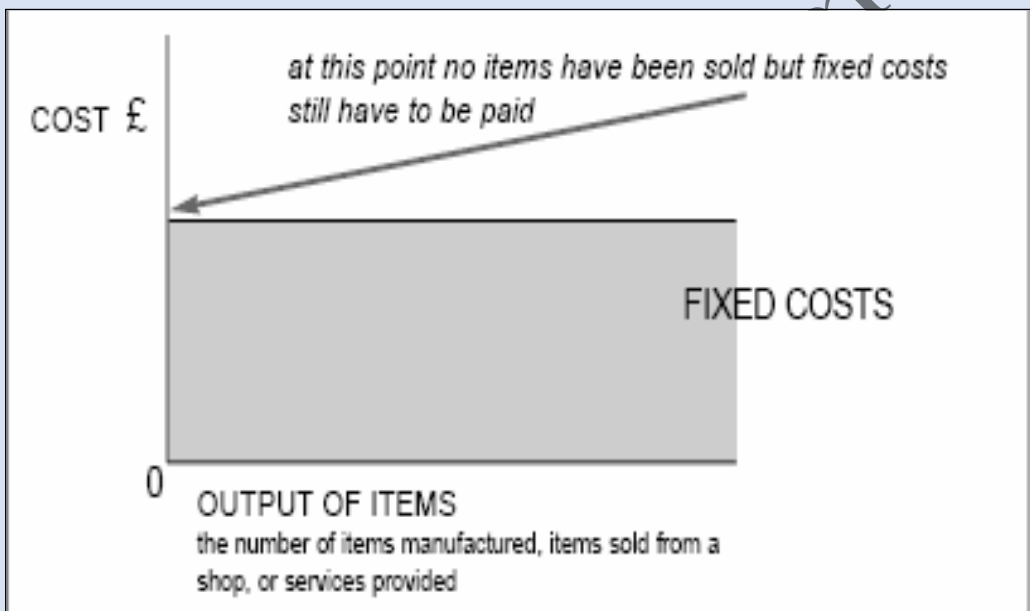 at this point no items have been sold but fixed costs
still have to be paid
COST £
FIXED COSTS
0
OUTPUT OF ITEMS
the number of items manufactured, items sold from a
shop, or services provided